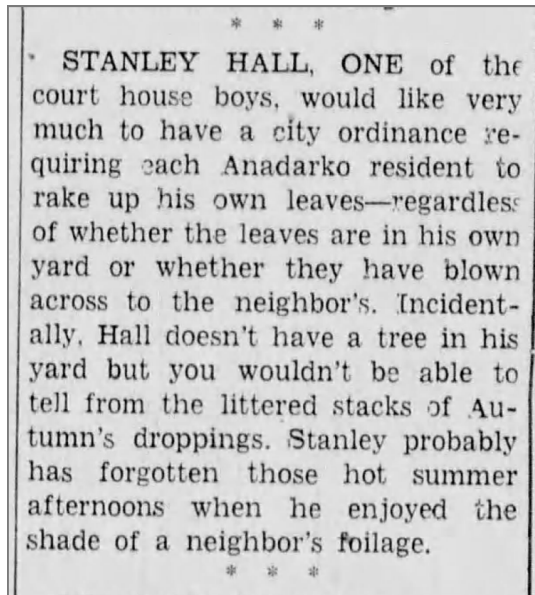 * * *
STANLEY HALL, ONE of the
court house boys, would like very
much to have a city ordinance re-
quiring each Anadarko resident to
rake up his own leaves—regardless
of whether the leaves are in his own
yard or whether they have blown
across to the neighbor's. Incident-
ally, Hall doesn't have a tree in his
yard but you wouldn't be able to
tell from the littered stacks of Au-
tumn's droppings. Stanley probably
has forgotten those hot summer
afternoons when he enjoyed the
shade of a neighbor's foilage.
* * *